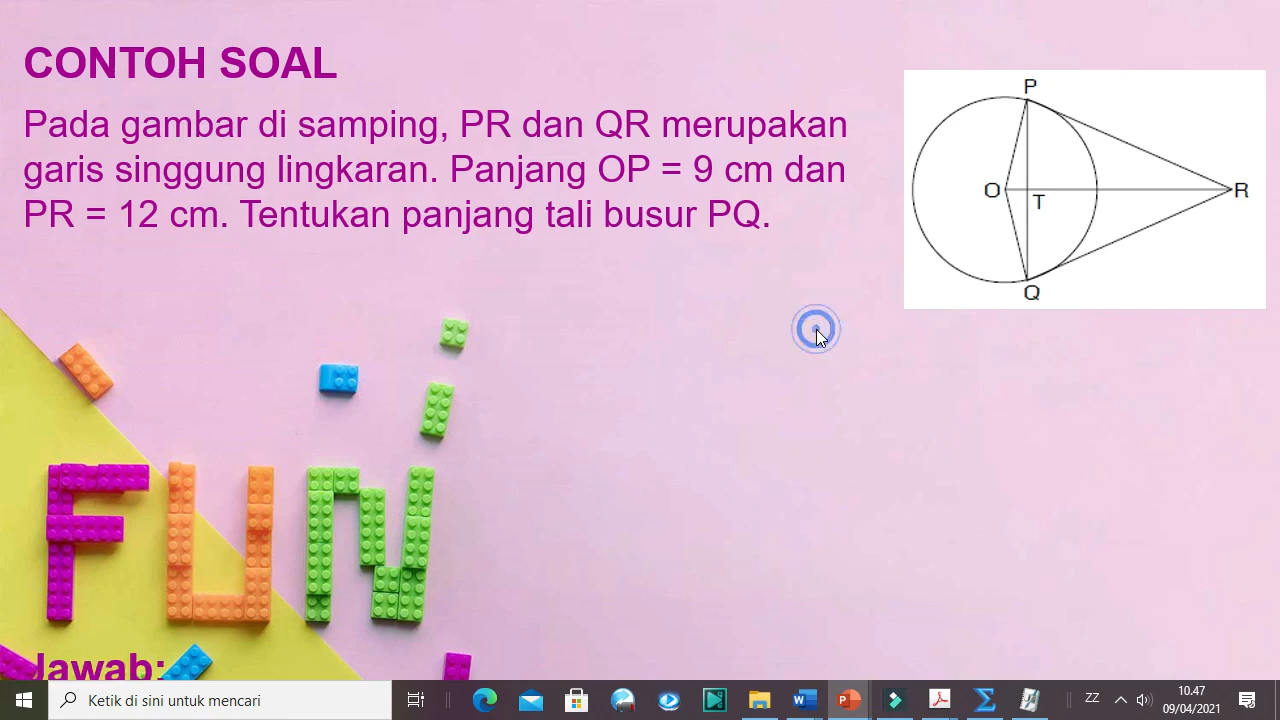 CONTOH SOAL
Pada gambar di samping, PR dan QR merupakan
garis singgung lingkaran. Panjang OP = 9 cm dan
PR = 12 cm. Tentukan panjang tali busur PQ.
P
O
T
R
Q
FUN
Jawab:
Ketik di sini untuk mencari
ZZ
10.47
09/04/2021